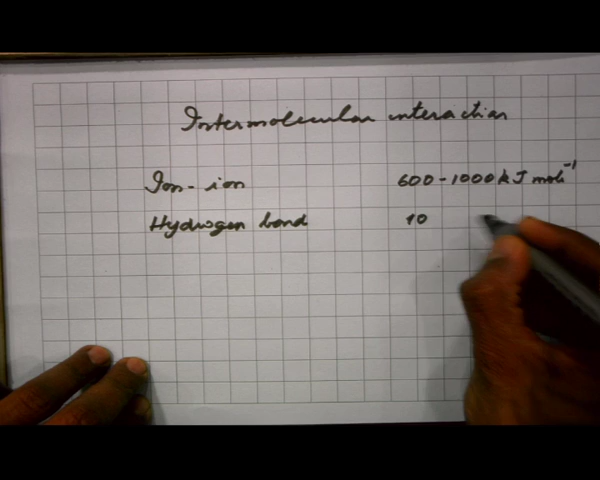 Intermolecular interaction
Ion-ion 600-1000 kJ mol⁻¹
Hydrogen bond 10